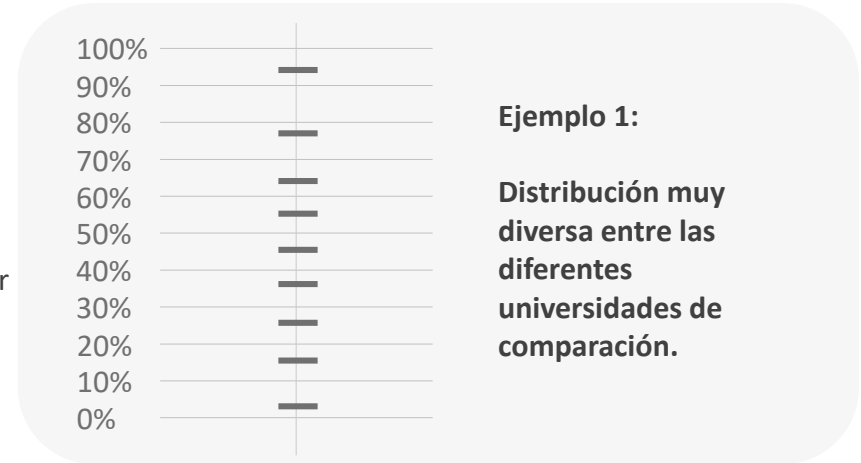 100%
90%
80%
70%
60%
50%
40%
30%
20%
10%
0%
r
Ejemplo 1:
Distribución muy
diversa entre las
diferentes
universidades de
comparación.